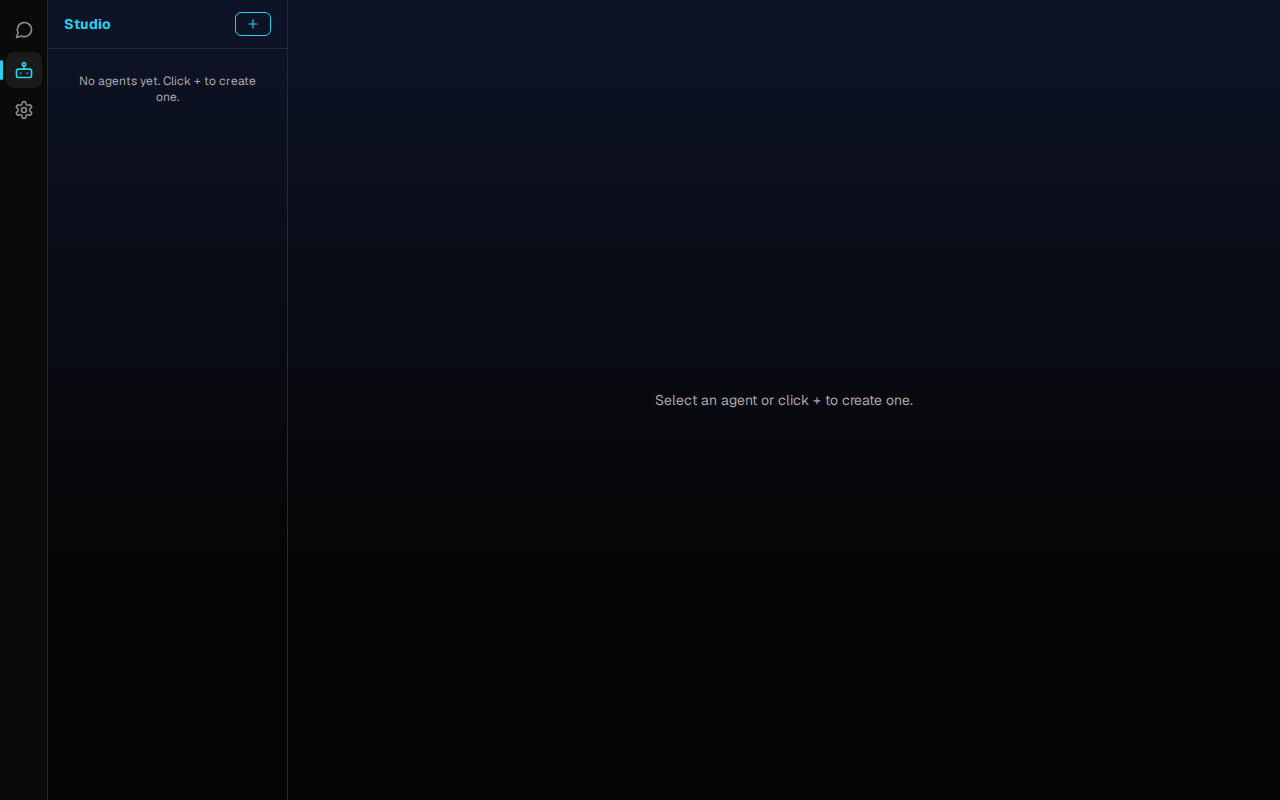 Studio
No agents yet. Click + to create
one.
Select an agent or click + to create one.